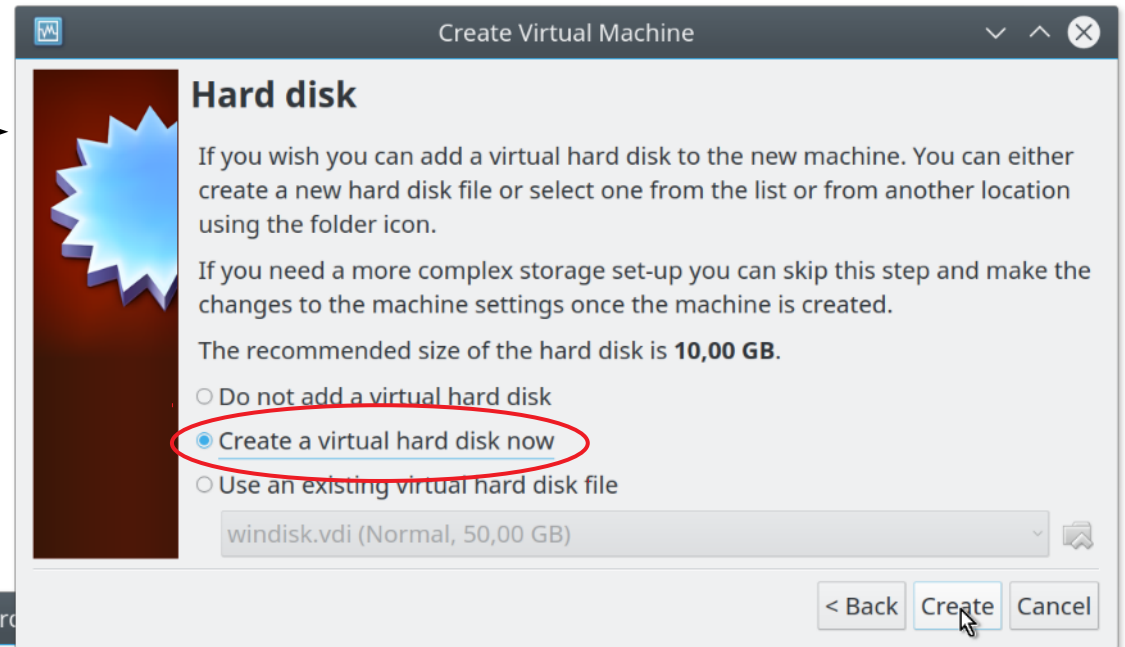 Create Virtual Machine
Hard disk
If you wish you can add a virtual hard disk to the new machine. You can either
create a new hard disk file or select one from the list or from another location
using the folder icon.
If you need a more complex storage set-up you can skip this step and make the
changes to the machine settings once the machine is created.
The recommended size of the hard disk is 10,00 GB.
Do not add a virtual hard disk
Create a virtual hard disk now
Use an existing virtual hard disk file
windisk.vdi (Normal, 50,00 GB)
< Back Create Cancel